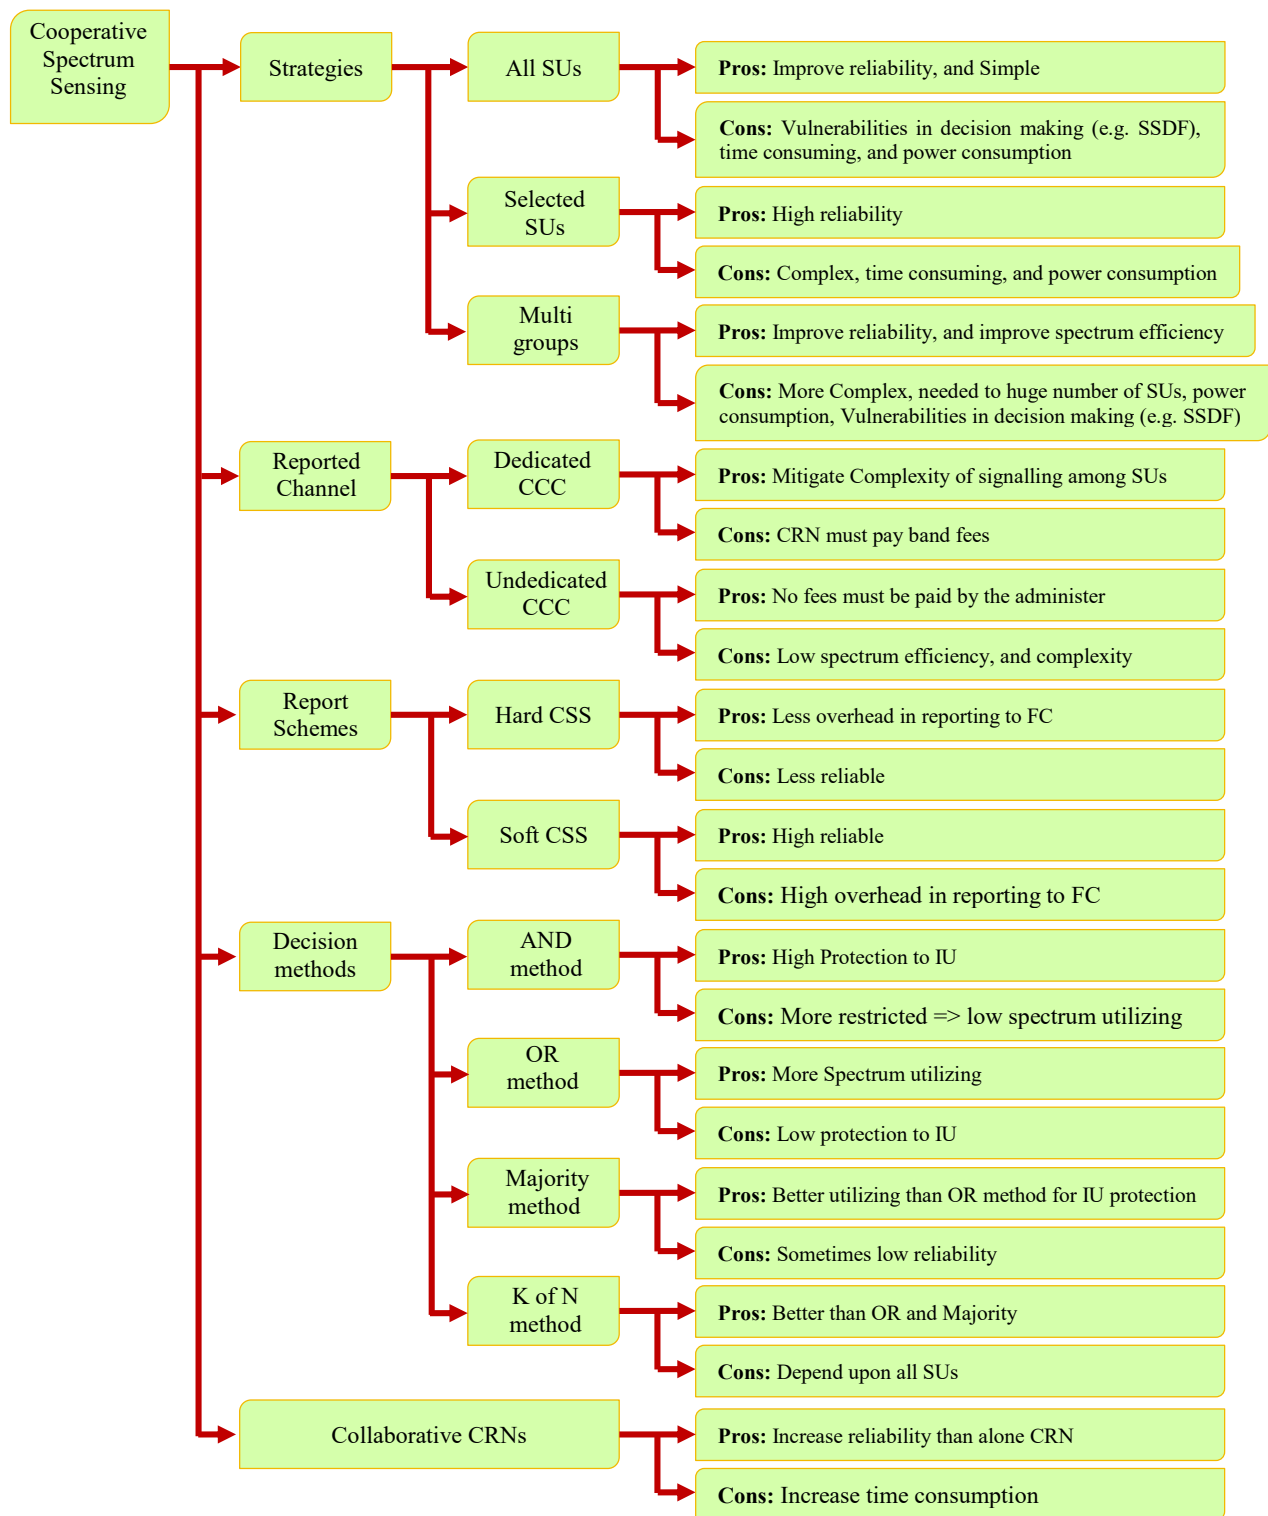 Cooperative
Spectrum
Sensing
Strategies
All SUs
Pros: Improve reliability, and Simple
Cons: Vulnerabilities in decision making (e.g. SSDF),
time consuming, and power consumption
Selected
SUs
Pros: High reliability
Cons: Complex, time consuming, and power consumption
Multi
groups
Pros: Improve reliability, and improve spectrum efficiency
Cons: More Complex, needed to huge number of SUs, power
consumption, Vulnerabilities in decision making (e.g. SSDF)
Reported
Channel
Dedicated
CCC
Pros: Mitigate Complexity of signalling among SUs
Cons: CRN must pay band fees
Undedicated
CCC
Pros: No fees must be paid by the administer
Cons: Low spectrum efficiency, and complexity
Report
Schemes
Hard CSS
Pros: Less overhead in reporting to FC
Cons: Less reliable
Soft CSS
Pros: High reliable
Cons: High overhead in reporting to FC
Decision
methods
AND
method
Pros: High Protection to IU
Cons: More restricted => low spectrum utilizing
OR
method
Pros: More Spectrum utilizing
Cons: Low protection to IU
Majority
method
Pros: Better utilizing than OR method for IU protection
Cons: Sometimes low reliability
K of N
method
Pros: Better than OR and Majority
Cons: Depend upon all SUs
Collaborative CRNs
Pros: Increase reliability than alone CRN
Cons: Increase time consumption